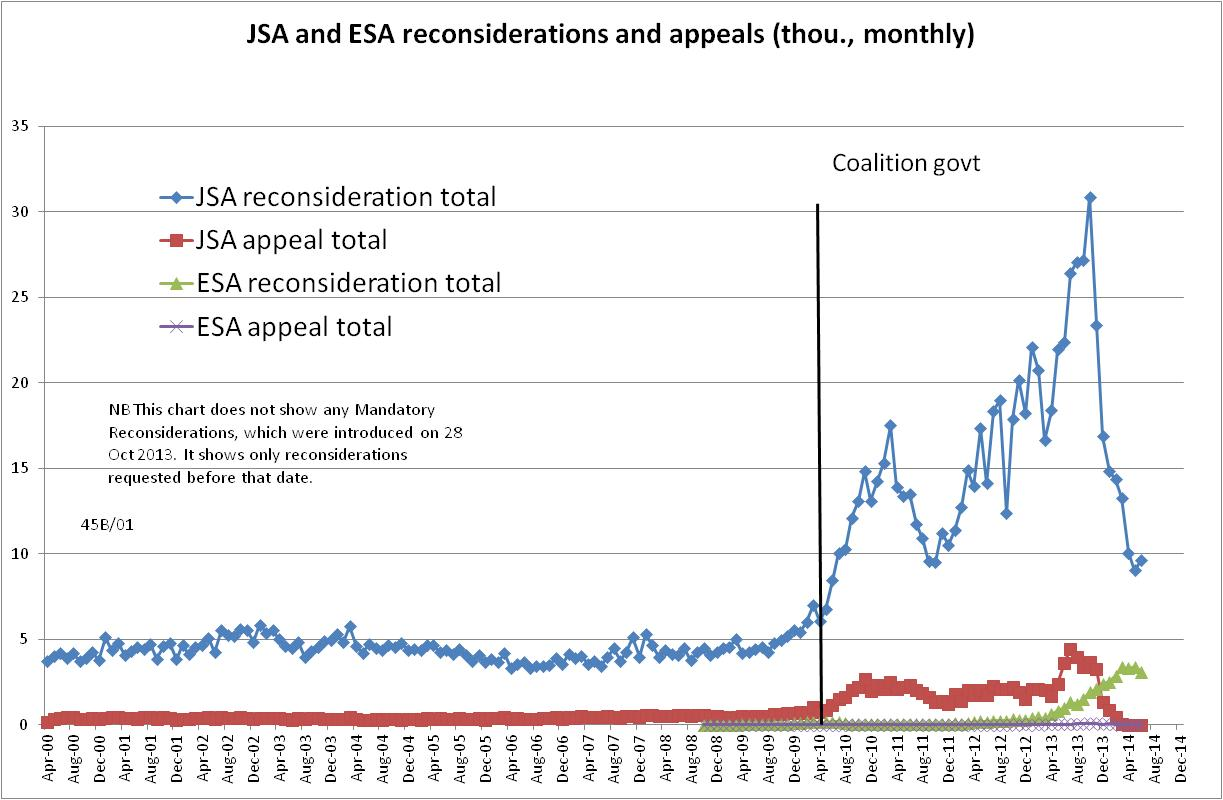 JSA and ESA reconsiderations and appeals (thou., monthly)
35
30
25
20
15
10
5
0
Coalition govt
JSA reconsideration total
JSA appeal total
ESA reconsideration total
ESA appeal total
NB This chart does not show any Mandatory
Reconsiderations, which were introduced on 28
Oct 2013. It shows only reconsiderations
requested before that date.
45B/01
Apr-00
Aug-00
Dec-00
Apr-01
Aug-01
Dec-01
Apr-02
Aug-02
Dec-02
Apr-03
Aug-03
Dec-03
Apr-04
Aug-04
Dec-04
Apr-05
Aug-05
Dec-05
Apr-06
Aug-06
Dec-06
Apr-07
Aug-07
Dec-07
Apr-08
Aug-08
Dec-08
Apr-09
Aug-09
Dec-09
Apr-10
Aug-10
Dec-10
Apr-11
Aug-11
Dec-11
Apr-12
Aug-12
Dec-12
Apr-13
Aug-13
Dec-13
Apr-14
Aug-14
Dec-14